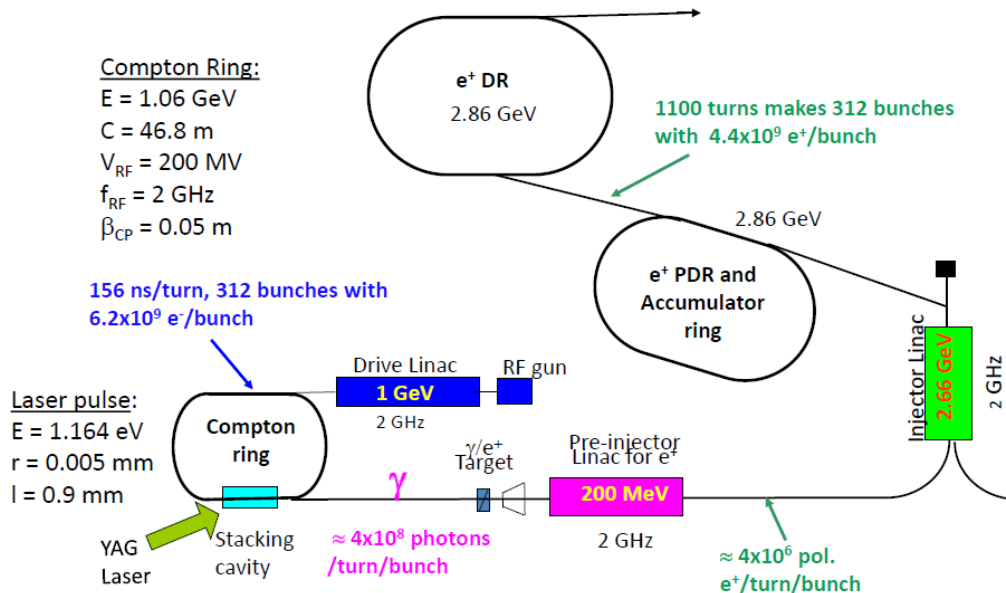 Compton Ring:
E = 1.06 GeV
C = 46.8 m
V_RF = 200 MV
f_RF = 2 GHz
β_CP = 0.05 m
e⁺ DR
2.86 GeV
1100 turns makes 312 bunches
with 4.4x10⁹ e⁺/bunch
2.86 GeV
e⁺ PDR and
Accumulator
ring
156 ns/turn, 312 bunches with
6.2x10⁹ e⁻/bunch
Drive Linac
1 GeV
2 GHz
RF gun
Laser pulse:
E = 1.164 eV
r = 0.005 mm
l = 0.9 mm
Compton
ring
γ
γ/e⁺
Target
Pre-injector
Linac for e⁺
200 MeV
2 GHz
Injector Linac
2.66 GeV
2 GHz
YAG
Laser
Stacking
cavity
≈ 4x10⁸ photons
/turn/bunch
≈ 4x10⁶ pol.
e⁺/turn/bunch